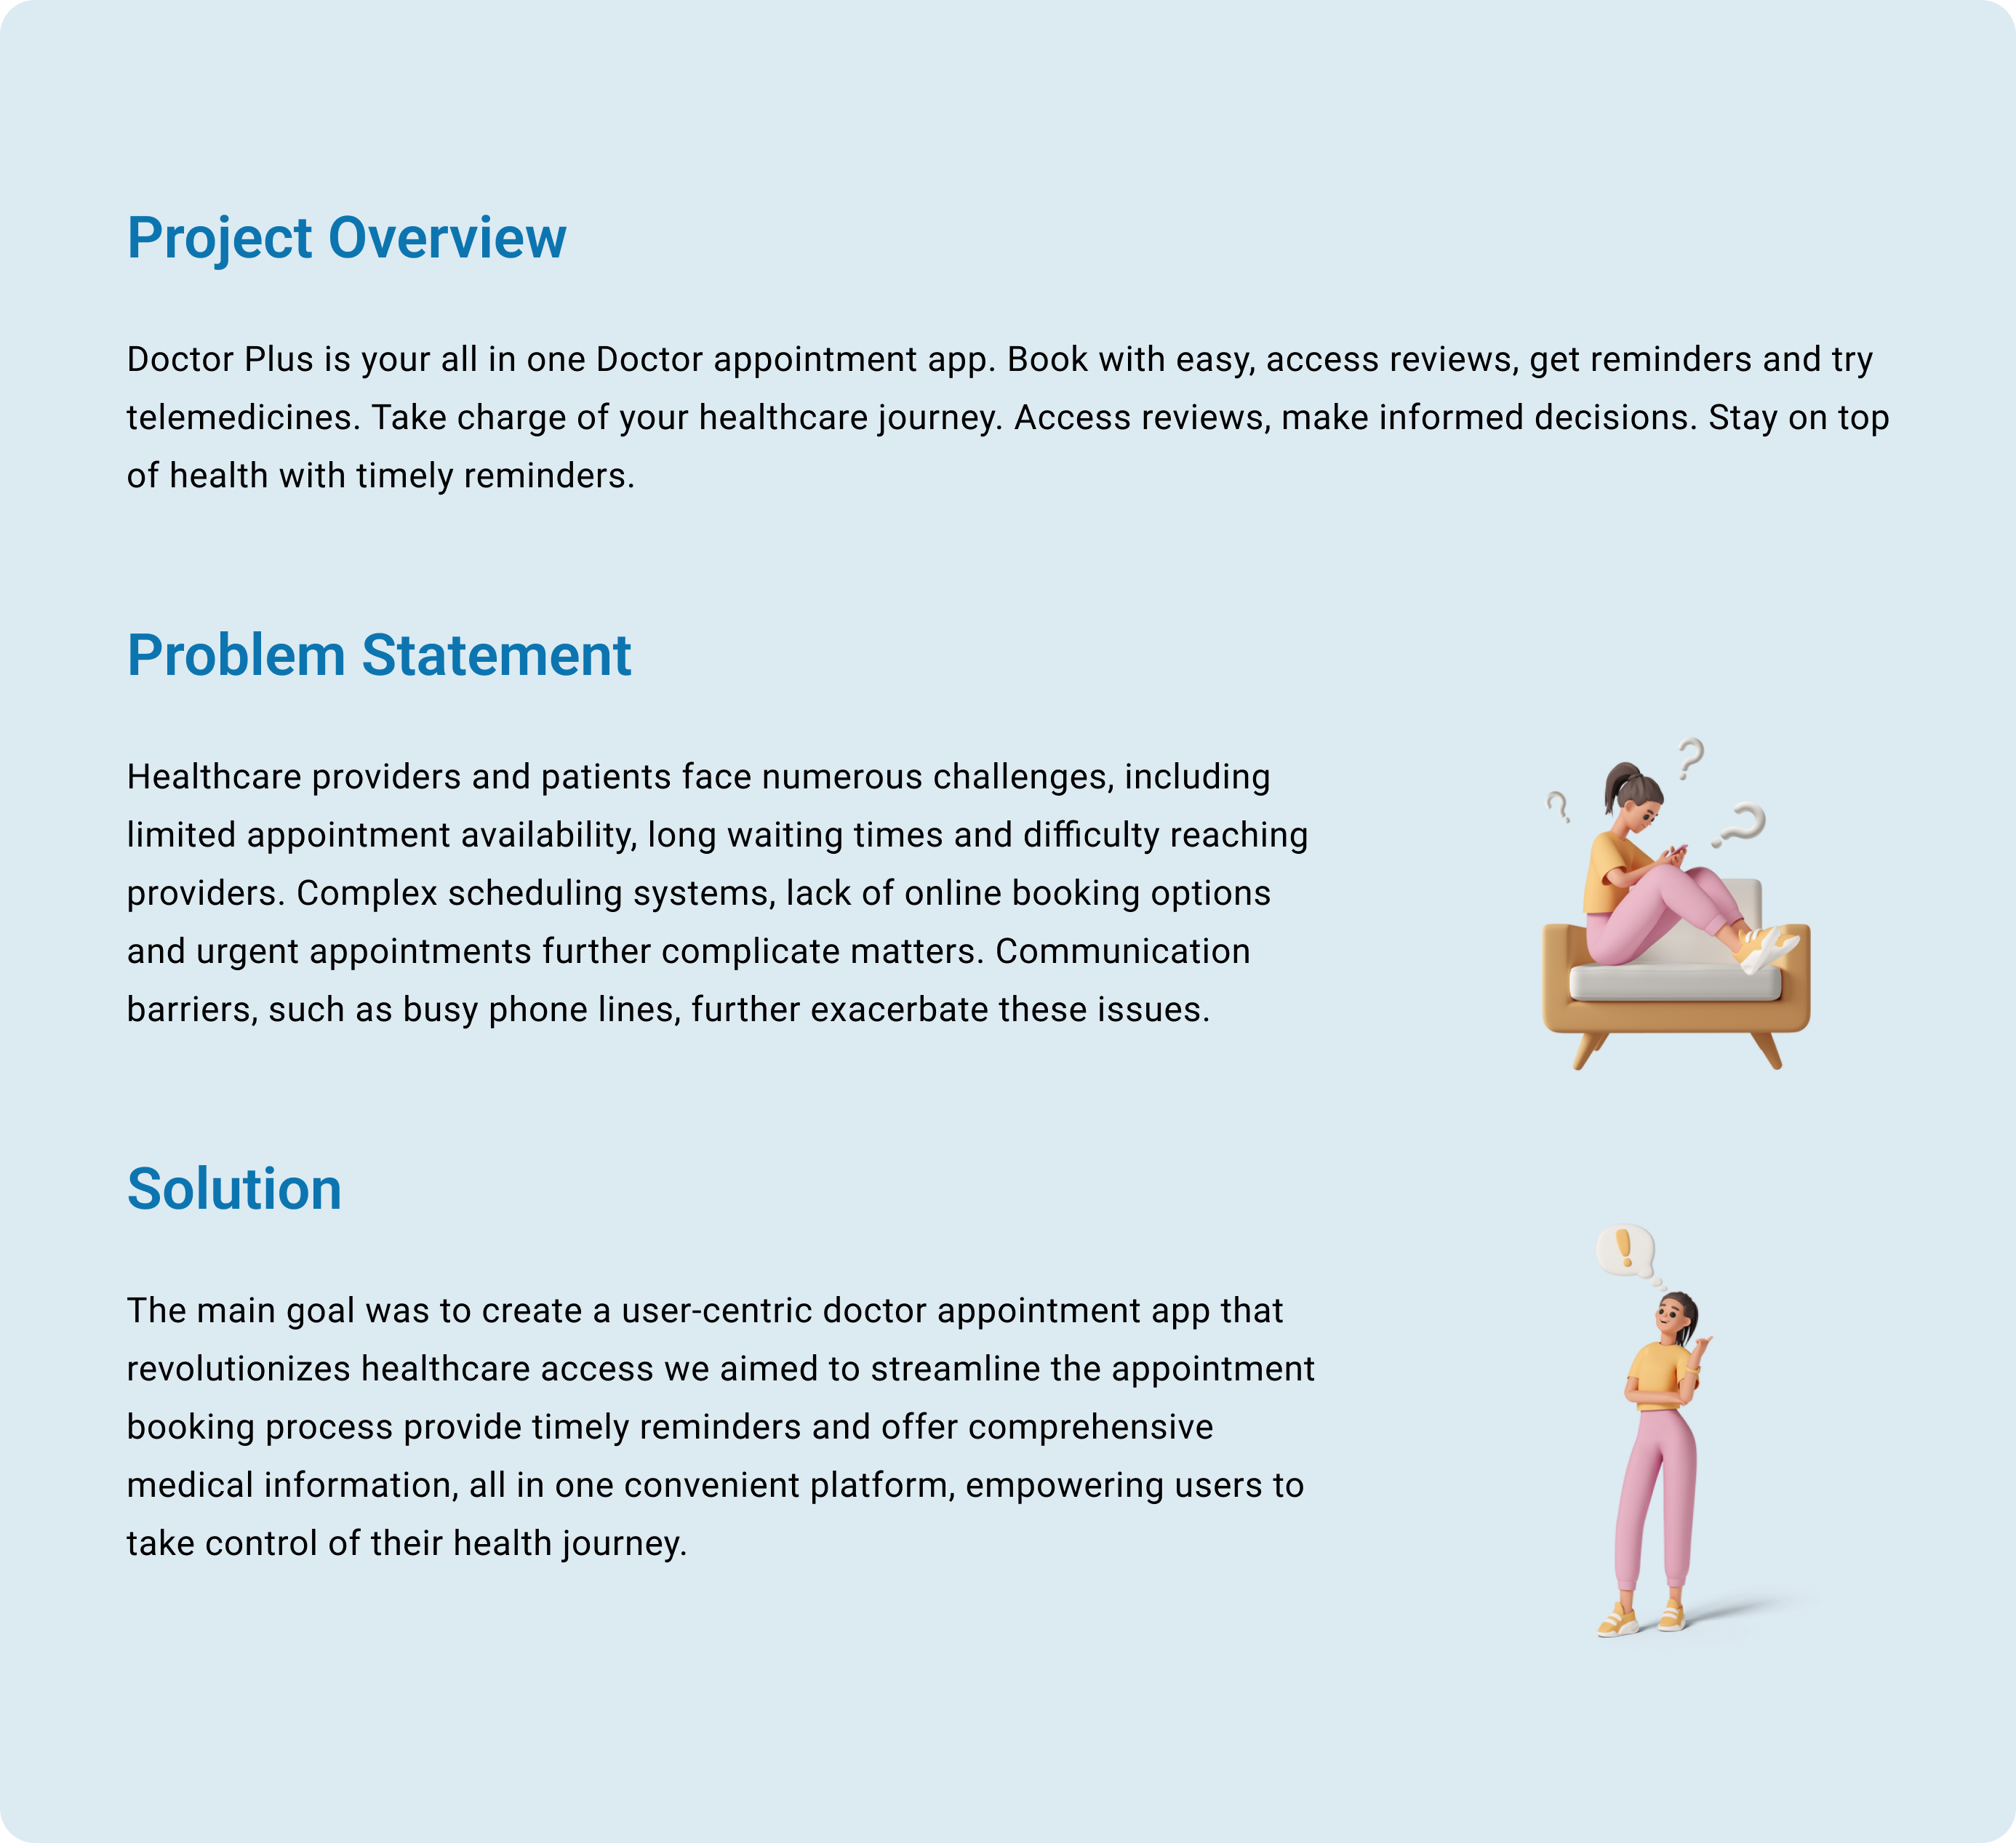 Project Overview
Doctor Plus is your all in one Doctor appointment app. Book with easy, access reviews, get reminders and try
telemedicines. Take charge of your healthcare journey. Access reviews, make informed decisions. Stay on top
of health with timely reminders.
Problem Statement
Healthcare providers and patients face numerous challenges, including
limited appointment availability, long waiting times and difficulty reaching
providers. Complex scheduling systems, lack of online booking options
and urgent appointments further complicate matters. Communication
barriers, such as busy phone lines, further exacerbate these issues.
Solution
The main goal was to create a user-centric doctor appointment app that
revolutionizes healthcare access we aimed to streamline the appointment
booking process provide timely reminders and offer comprehensive
medical information, all in one convenient platform, empowering users to
take control of their health journey.